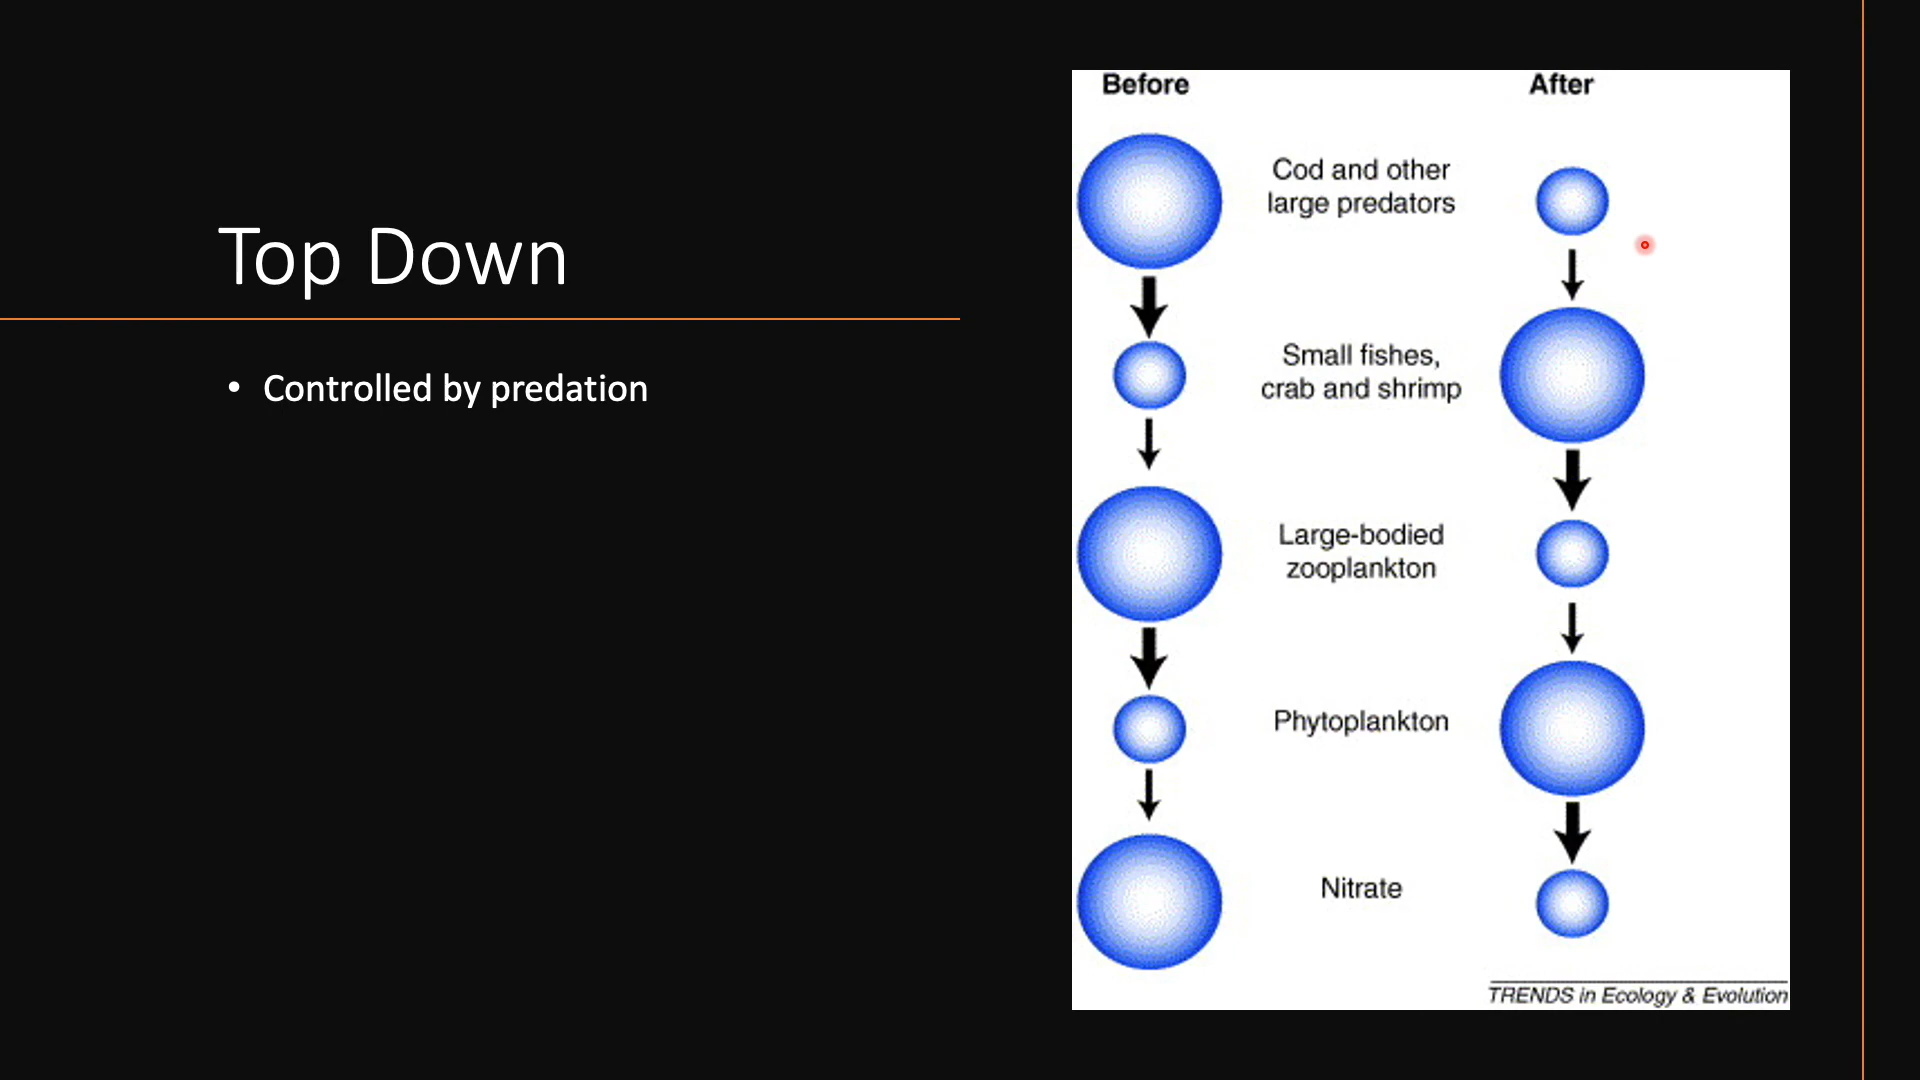 Top Down
• Controlled by predation
Before
After
Cod and other
large predators
Small fishes,
crab and shrimp
Large-bodied
zooplankton
Phytoplankton
Nitrate
TRENDS in Ecology & Evolution